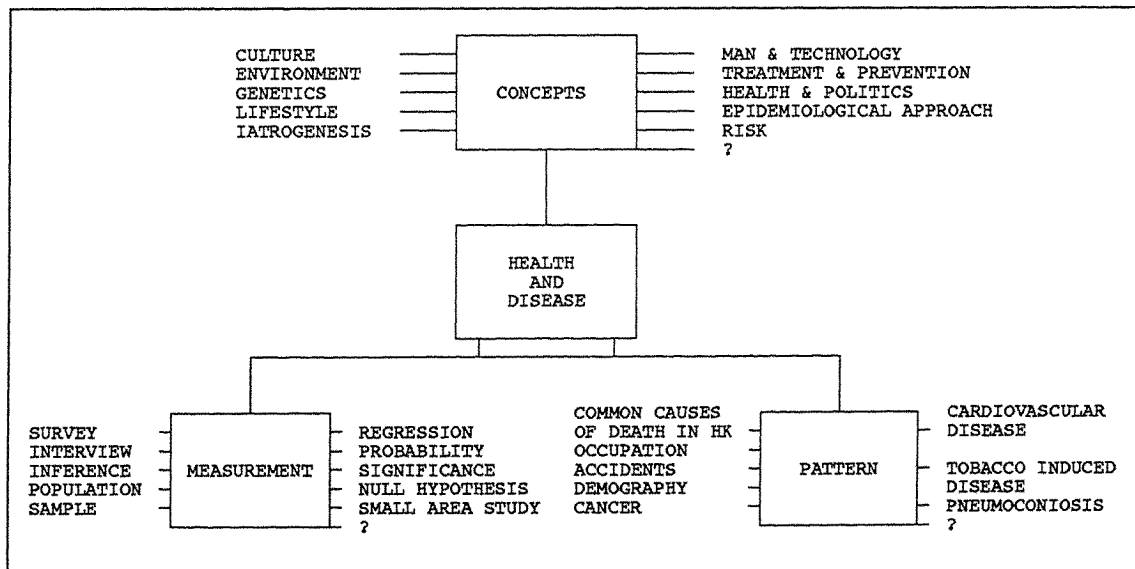 CULTURE
ENVIRONMENT
GENETICS
LIFESTYLE
IATROGENESIS
CONCEPTS
MAN & TECHNOLOGY
TREATMENT & PREVENTION
HEALTH & POLITICS
EPIDEMIOLOGICAL APPROACH
RISK
?
HEALTH
AND
DISEASE
SURVEY
INTERVIEW
INFERENCE
POPULATION
SAMPLE
MEASUREMENT
REGRESSION
PROBABILITY
SIGNIFICANCE
NULL HYPOTHESIS
SMALL AREA STUDY
?
COMMON CAUSES
OF DEATH IN HK
OCCUPATION
ACCIDENTS
DEMOGRAPHY
CANCER
PATTERN
CARDIOVASCULAR
DISEASE
TOBACCO INDUCED
DISEASE
PNEUMOCONIOSIS
?